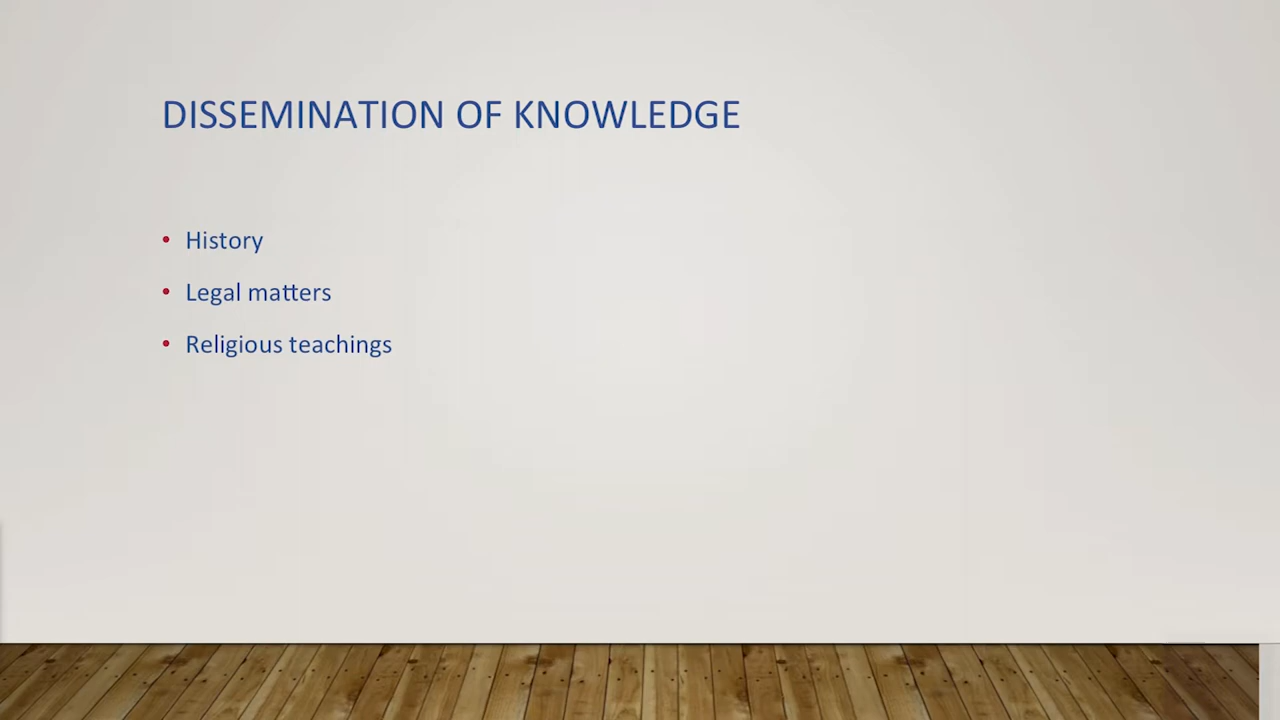 DISSEMINATION OF KNOWLEDGE
• History
• Legal matters
• Religious teachings